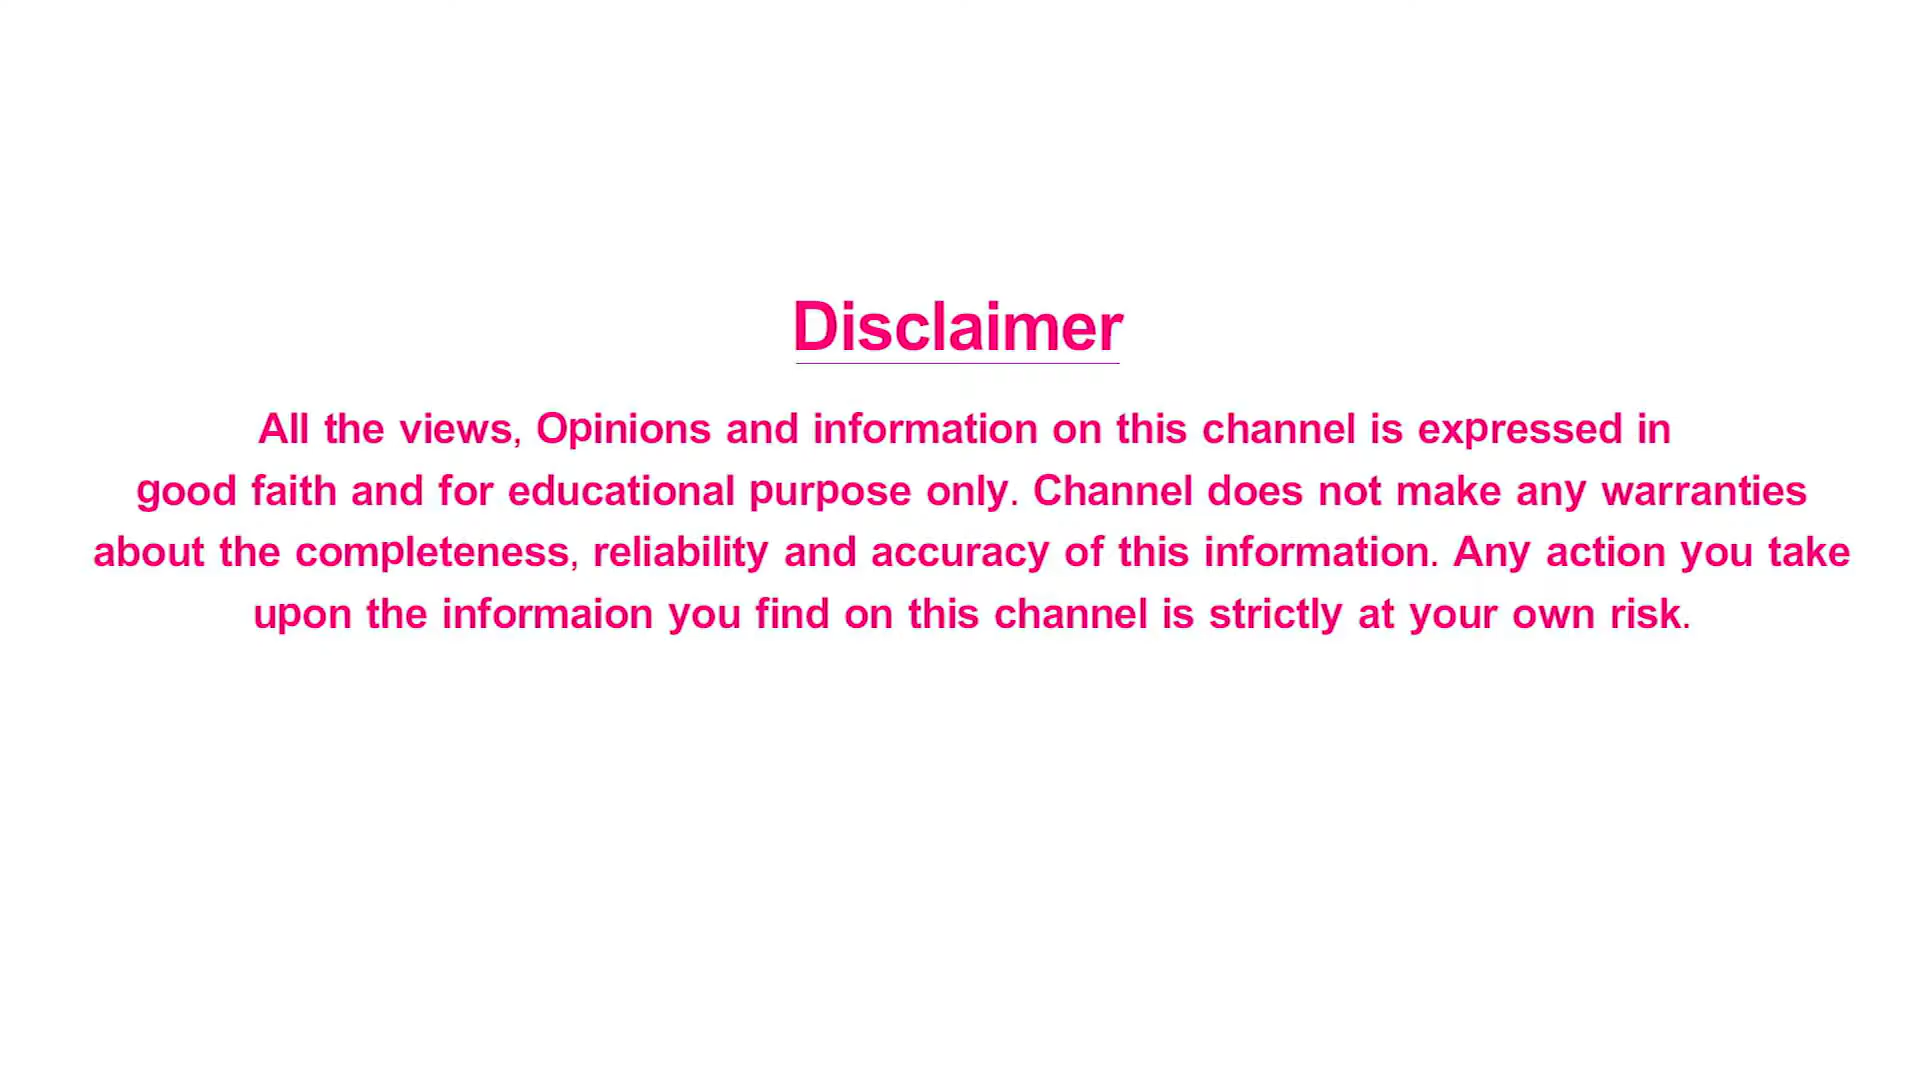 Disclaimer
All the views, Opinions and information on this channel is expressed in
good faith and for educational purpose only. Channel does not make any warranties
about the completeness, reliability and accuracy of this information. Any action you take
upon the informaion you find on this channel is strictly at your own risk.